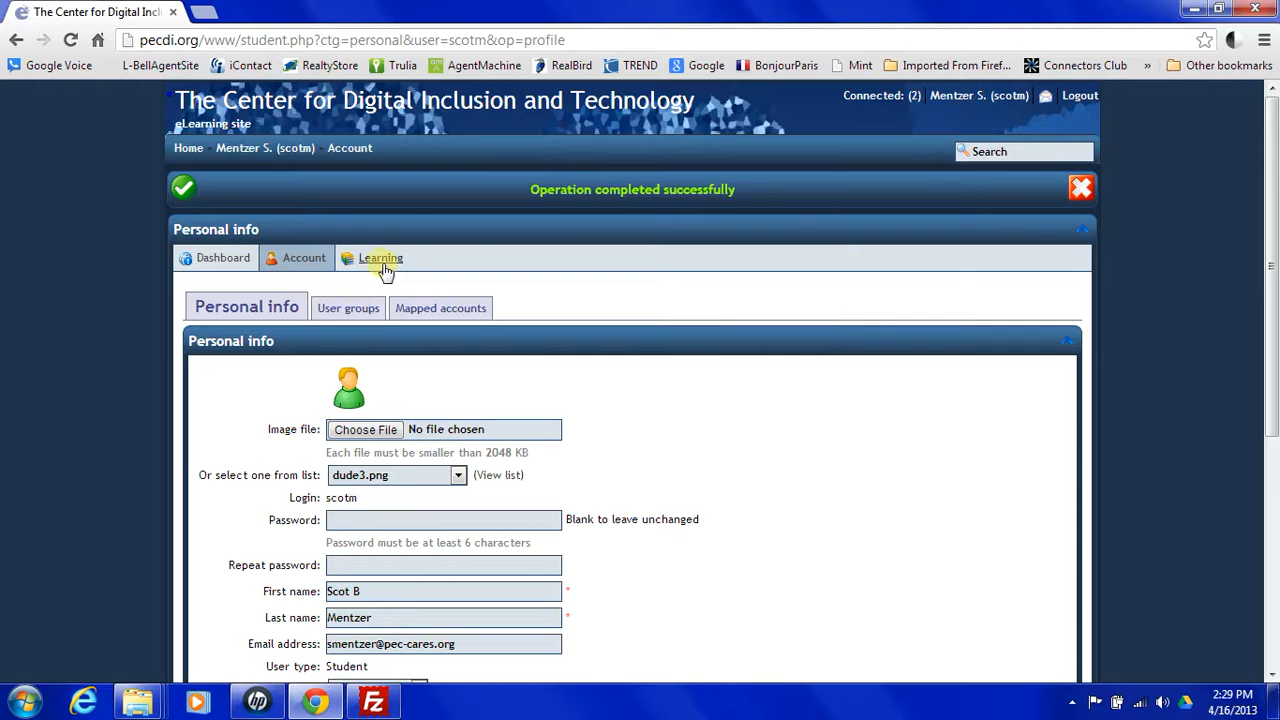 The Center for Digital Incl
pecdi.org/www/student.php?ctg=personal&user=scotm&op=profile
Google Voice L-BellAgentSite iContact RealtyStore Trulia AgentMachine RealBird TREND Google BonjourParis Mint Imported From Firef... Connectors Club » Other bookmarks
The Center for Digital Inclusion and Technology
eLearning site
Connected: (2) Mentzer S. (scotm) Logout
Home » Mentzer S. (scotm) » Account
Search
Operation completed successfully
Personal info
Dashboard Account Learning
Personal info User groups Mapped accounts
Personal info
Image file: Choose File No file chosen
Each file must be smaller than 2048 KB
Or select one from list: dude3.png (View list)
Login: scotm
Password: Blank to leave unchanged
Password must be at least 6 characters
Repeat password:
First name: Scot B *
Last name: Mentzer *
Email address: smentzer@pec-cares.org
User type: Student
2:29 PM
4/16/2013